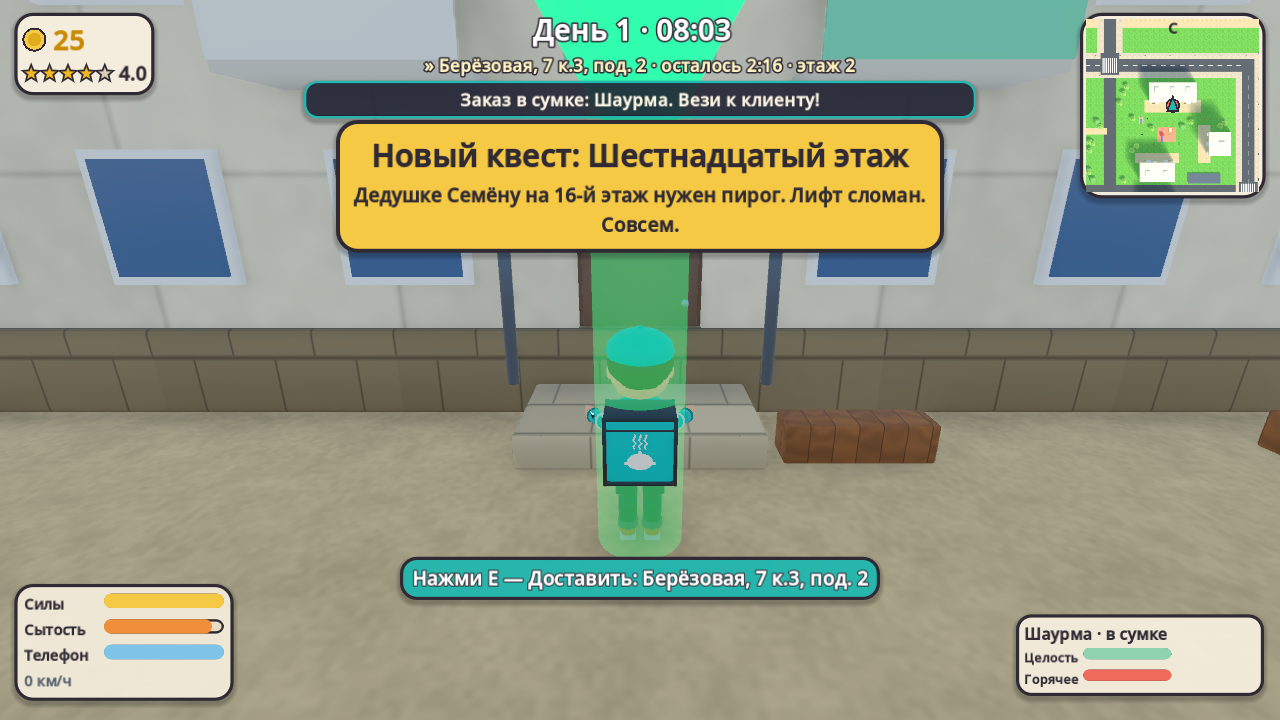 25
4.0
День 1 · 08:03
» Берёзовая, 7 к.3, под. 2 · осталось 2:16 · этаж 2
Заказ в сумке: Шаурма. Вези к клиенту!
С
Новый квест: Шестнадцатый этаж
Дедушке Семёну на 16-й этаж нужен пирог. Лифт сломан.
Совсем.
Нажми E — Доставить: Берёзовая, 7 к.3, под. 2
Силы
Сытость
Телефон
0 км/ч
Шаурма · в сумке
Целость
Горячее